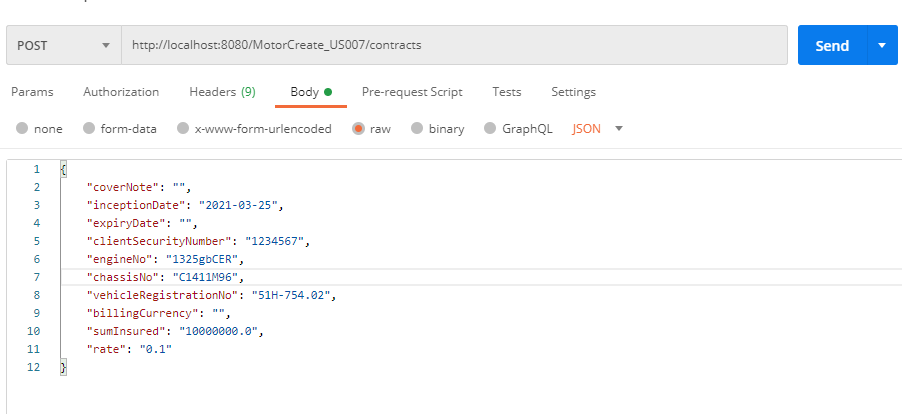 POST http://localhost:8080/MotorCreate_US007/contracts Send
Params Authorization Headers (9) Body Pre-request Script Tests Settings
none form-data x-www-form-urlencoded raw binary GraphQL JSON
1 {
2 "coverNote": "",
3 "inceptionDate": "2021-03-25",
4 "expiryDate": "",
5 "clientSecurityNumber": "1234567",
6 "engineNo": "1325gbCER",
7 "chassisNo": "C1411M96",
8 "vehicleRegistrationNo": "51H-754.02",
9 "billingCurrency": "",
10 "sumInsured": "10000000.0",
11 "rate": "0.1"
12 }